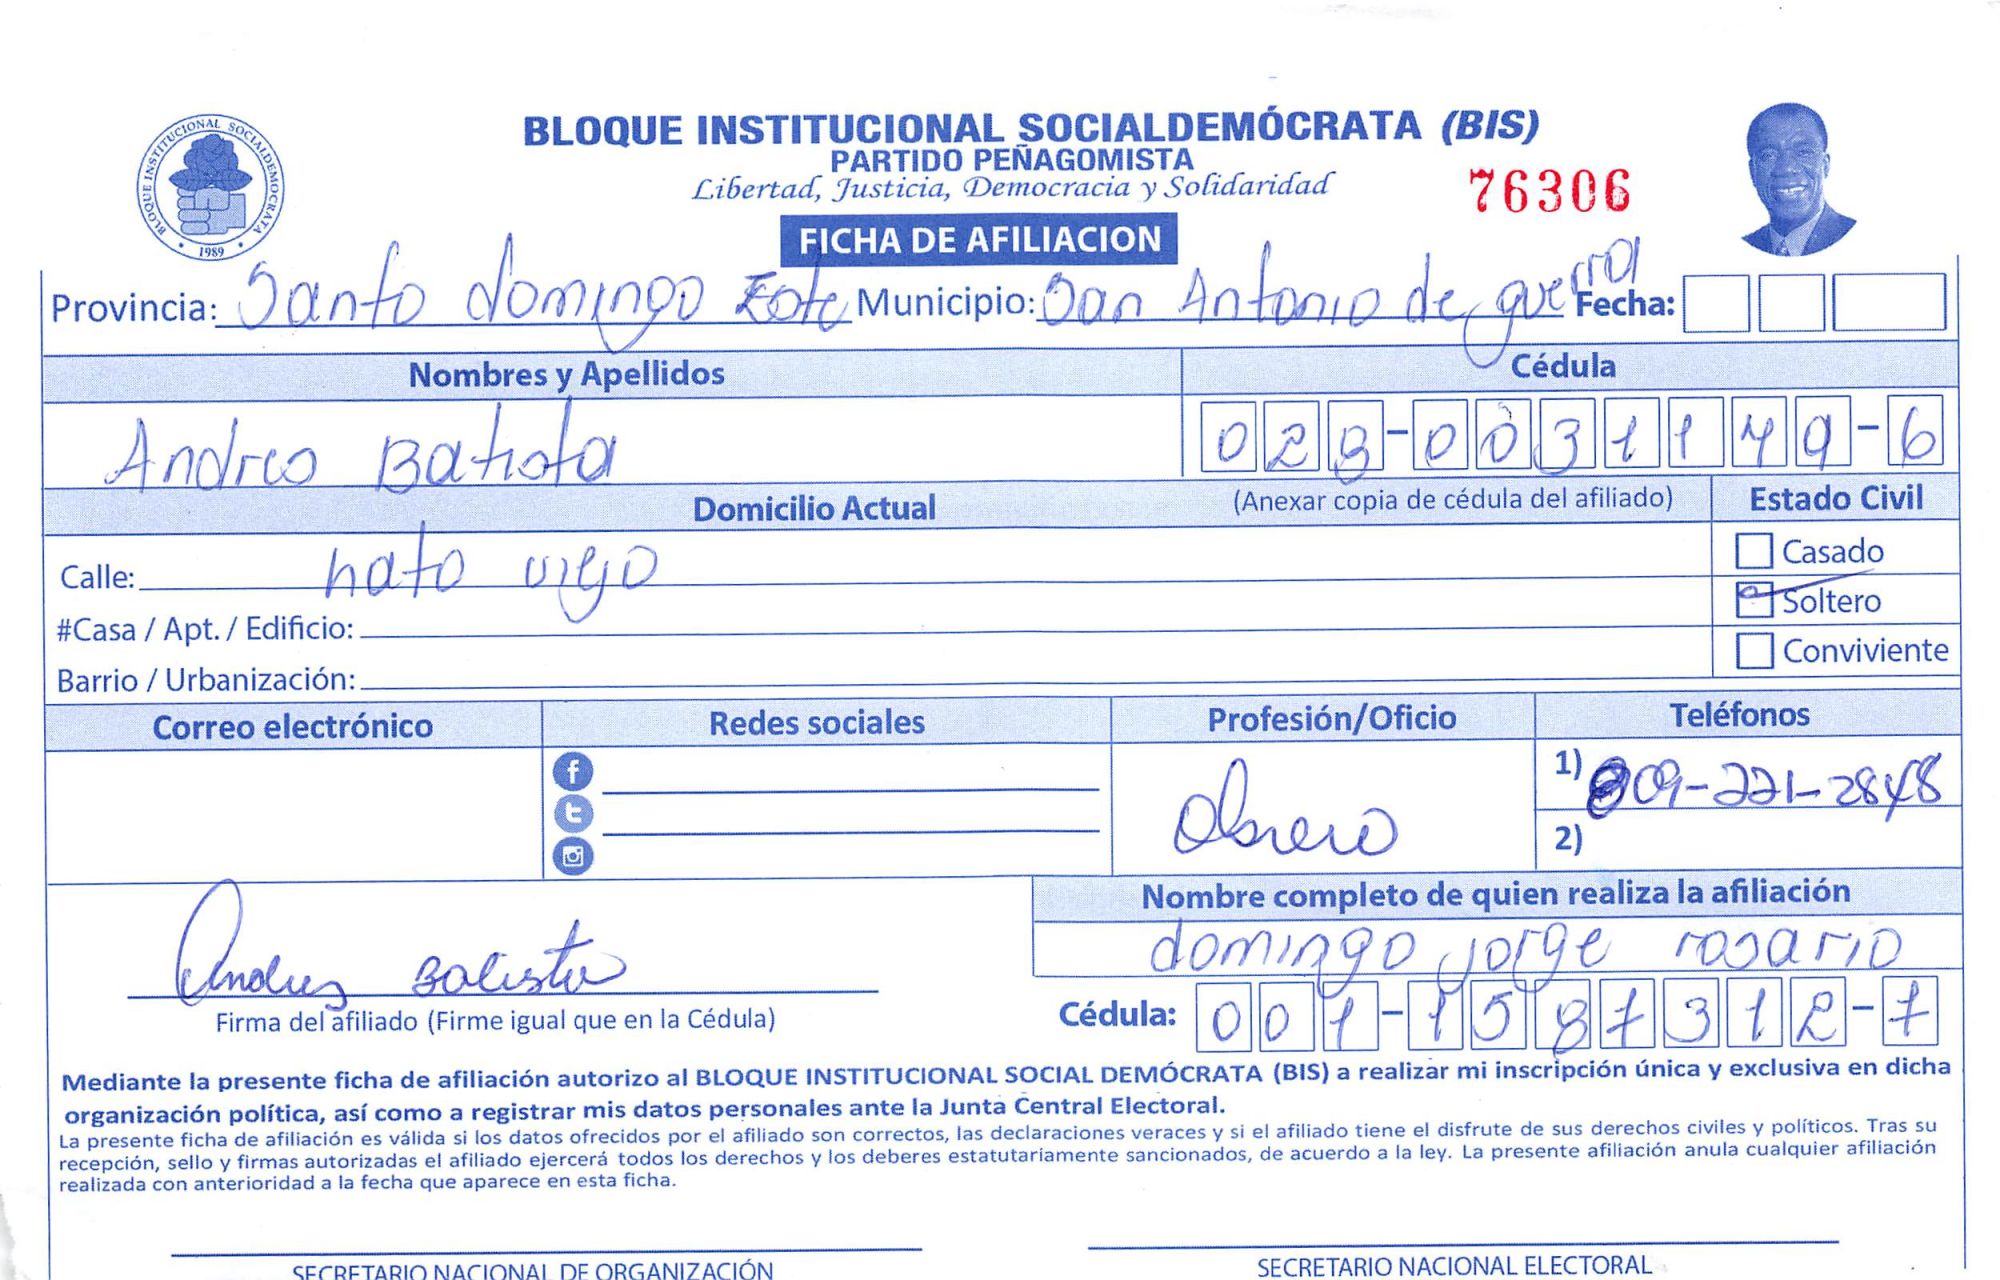 BLOQUE INSTITUCIONAL SOCIALDEMÓCRATA
1989
BLOQUE INSTITUCIONAL SOCIALDEMÓCRATA (BIS)
PARTIDO PEÑAGOMISTA
Libertad, Justicia, Democracia y Solidaridad
76306
FICHA DE AFILIACION
Provincia: Santo domingo Este Municipio: San Antonio de guerra Fecha:
Nombres y Apellidos Cédula
Andres Batista 023-0031149-6
Domicilio Actual (Anexar copia de cédula del afiliado) Estado Civil
Calle: hato viejo Casado
#Casa / Apt. / Edificio: Soltero
Barrio / Urbanización: Conviviente
Correo electrónico Redes sociales Profesión/Oficio Teléfonos
Obrero 1) 809-221-2848
2)
Nombre completo de quien realiza la afiliación
Andres Batista domingo jorge rosario
Firma del afiliado (Firme igual que en la Cédula) Cédula: 001-1587312-7
Mediante la presente ficha de afiliación autorizo al BLOQUE INSTITUCIONAL SOCIAL DEMÓCRATA (BIS) a realizar mi inscripción única y exclusiva en dicha
organización política, así como a registrar mis datos personales ante la Junta Central Electoral.
La presente ficha de afiliación es válida si los datos ofrecidos por el afiliado son correctos, las declaraciones veraces y si el afiliado tiene el disfrute de sus derechos civiles y políticos. Tras su
recepción, sello y firmas autorizadas el afiliado ejercerá todos los derechos y los deberes estatutariamente sancionados, de acuerdo a la ley. La presente afiliación anula cualquier afiliación
realizada con anterioridad a la fecha que aparece en esta ficha.
SECRETARIO NACIONAL DE ORGANIZACIÓN SECRETARIO NACIONAL ELECTORAL